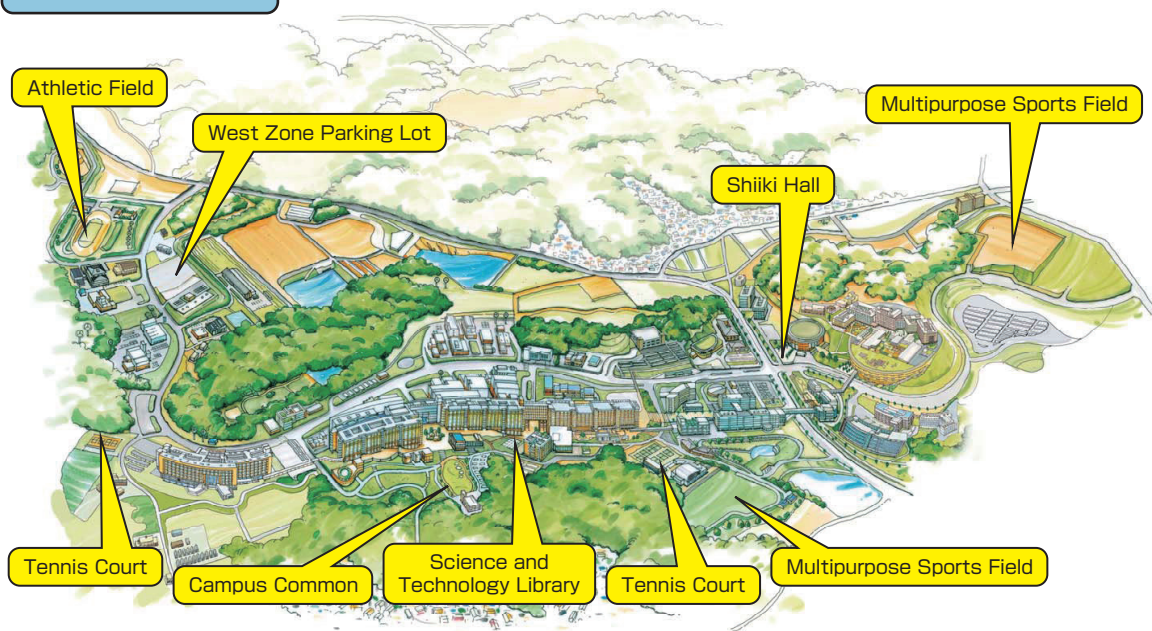 Athletic Field
West Zone Parking Lot
Multipurpose Sports Field
Shiiki Hall
Tennis Court
Campus Common
Science and
Technology Library
Tennis Court
Multipurpose Sports Field